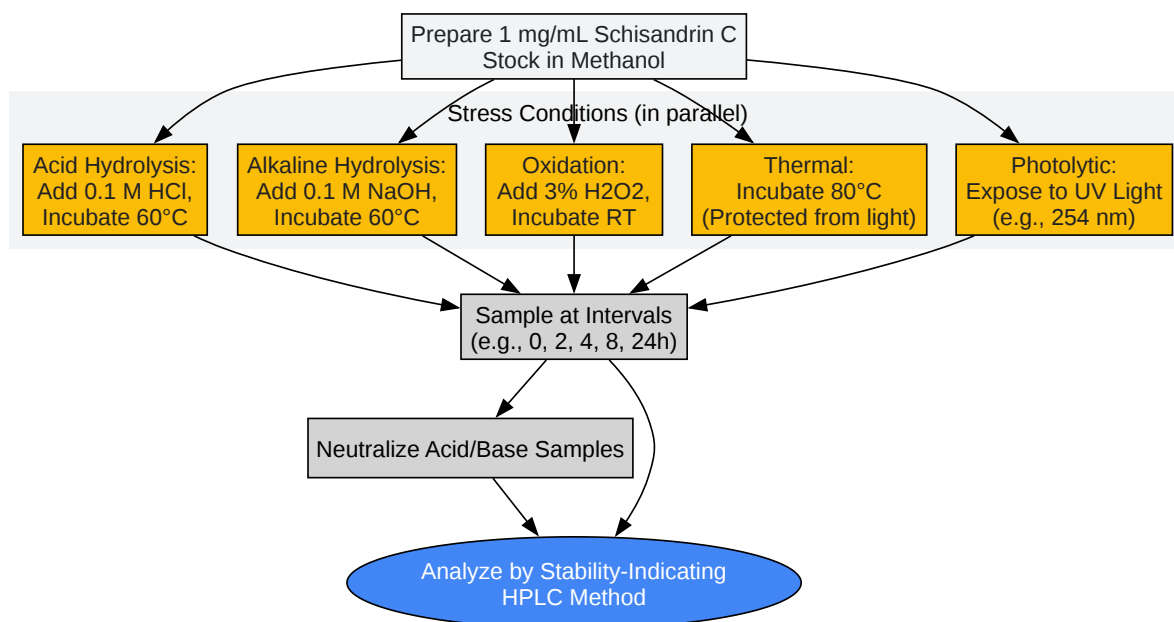 Prepare 1 mg/mL Schisandrin C
Stock in Methanol
Stress Conditions (in parallel)
Acid Hydrolysis:
Add 0.1 M HCl,
Incubate 60°C
Alkaline Hydrolysis:
Add 0.1 M NaOH,
Incubate 60°C
Oxidation:
Add 3% H2O2,
Incubate RT
Thermal:
Incubate 80°C
(Protected from light)
Photolytic:
Expose to UV Light
(e.g., 254 nm)
Sample at Intervals
(e.g., 0, 2, 4, 8, 24h)
Neutralize Acid/Base Samples
Analyze by Stability-Indicating
HPLC Method